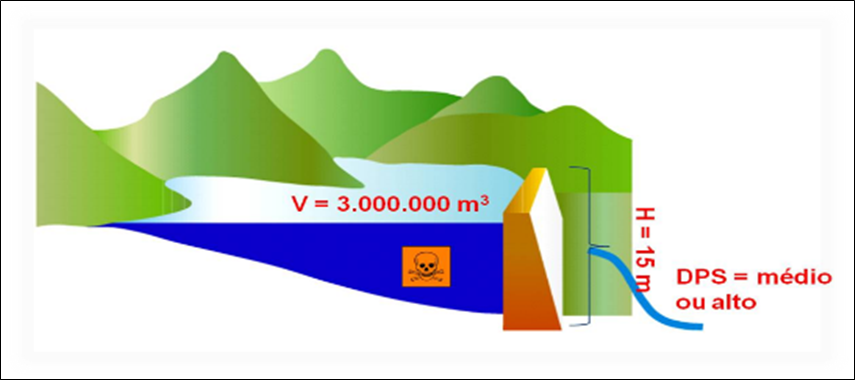 V = 3.000.000 m³
H = 15 m
DPS = médio
ou alto